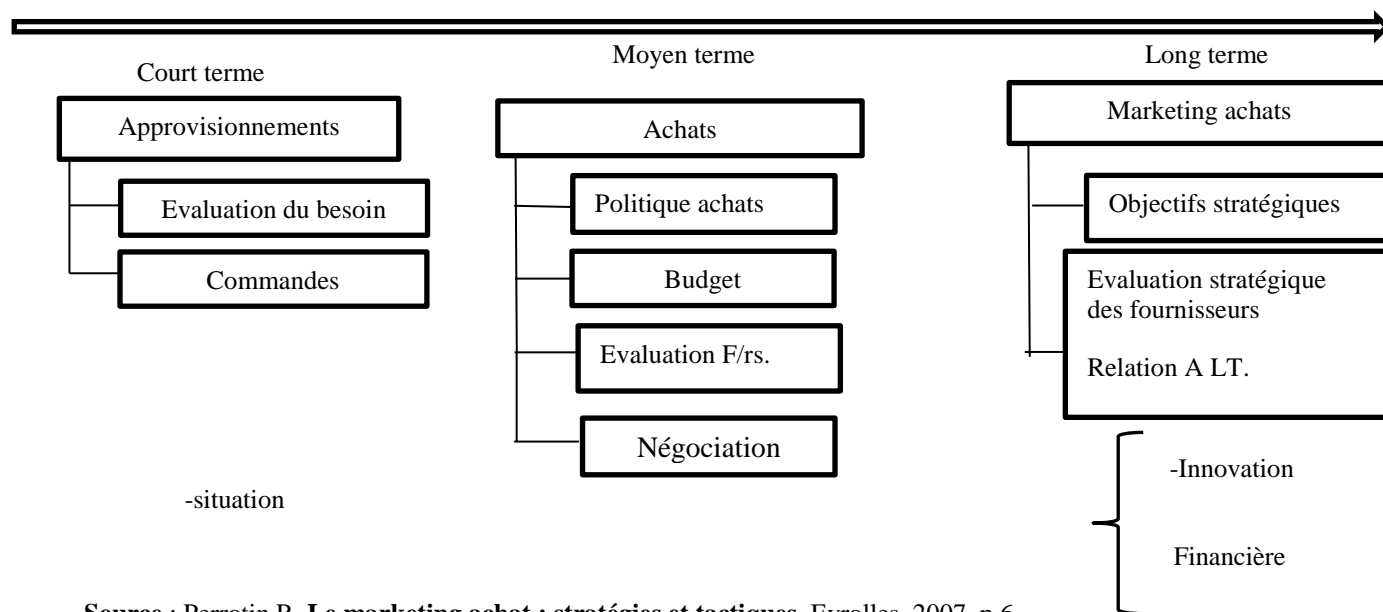 Court terme
Moyen terme
Long terme
Approvisionnements
Evaluation du besoin
Commandes
Achats
Politique achats
Budget
Evaluation F/rs.
Négociation
Marketing achats
Objectifs stratégiques
Evaluation stratégique
des fournisseurs
Relation A LT.
-situation
-Innovation
Financière
Source : Perrotin R, Le marketing achat : stratégies et tactiques, Eyrolles, 2007, p.6